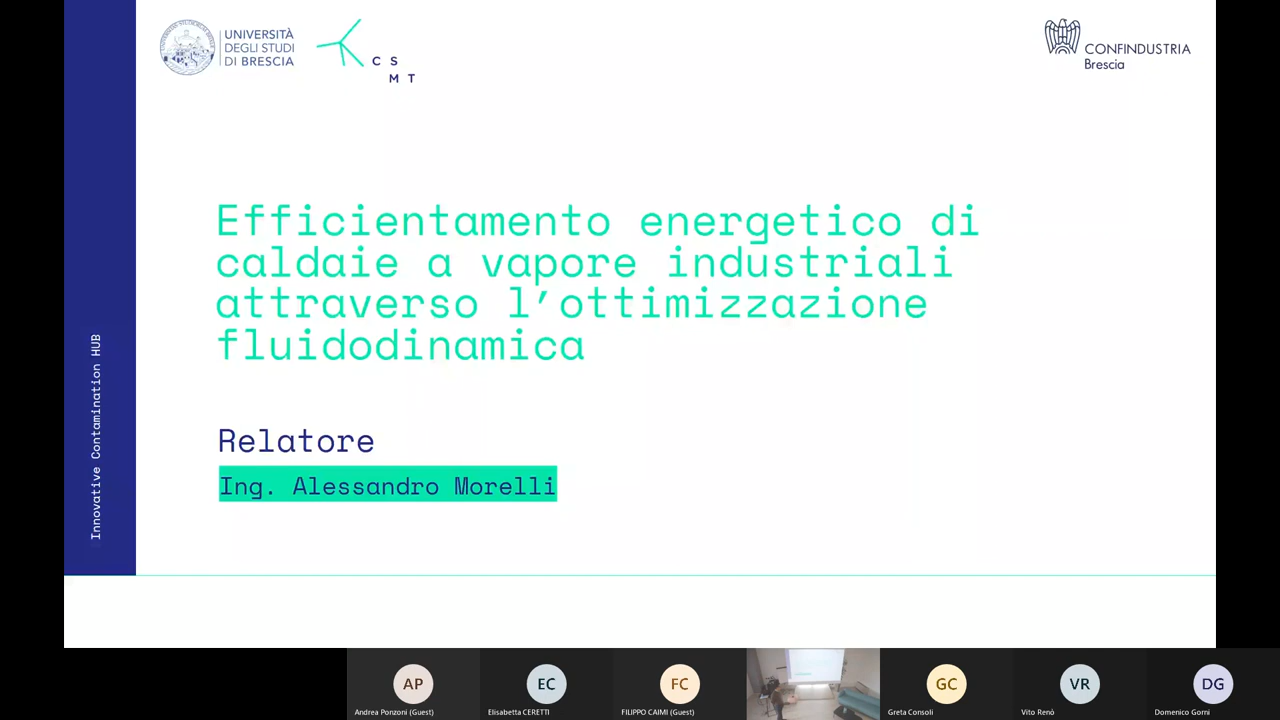 UNIVERSITÀ
DEGLI STUDI
DI BRESCIA
C S
M T
CONFINDUSTRIA
Brescia
Efficientamento energetico di
caldaie a vapore industriali
attraverso l'ottimizzazione
fluidodinamica
Relatore
Ing. Alessandro Morelli
Innovative Contamination HUB
AP
EC
FC
GC
VR
DG
Andrea Ponzoni (Guest)
Elisabetta CERETTI
FILIPPO CAIMI (Guest)
Greta Consoli
Vito Renò
Domenico Gorni